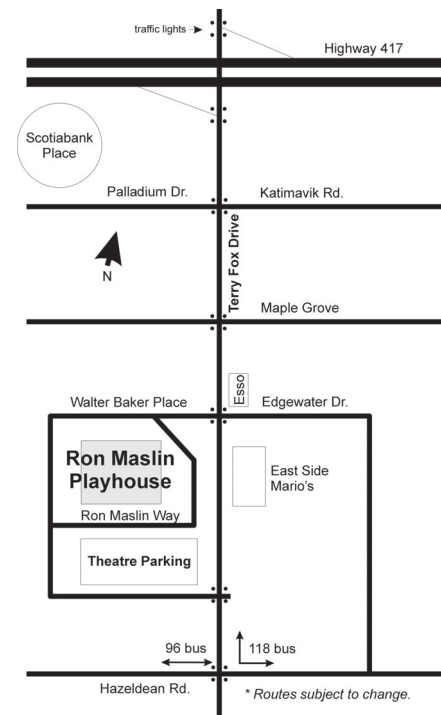 traffic lights
Highway 417
Scotiabank
Place
Palladium Dr.
Katimavik Rd.
N
Terry Fox Drive
Maple Grove
Esso
Walter Baker Place
Edgewater Dr.
Ron Maslin
Playhouse
East Side
Mario's
Ron Maslin Way
Theatre Parking
96 bus
118 bus
Hazeldean Rd.
* Routes subject to change.